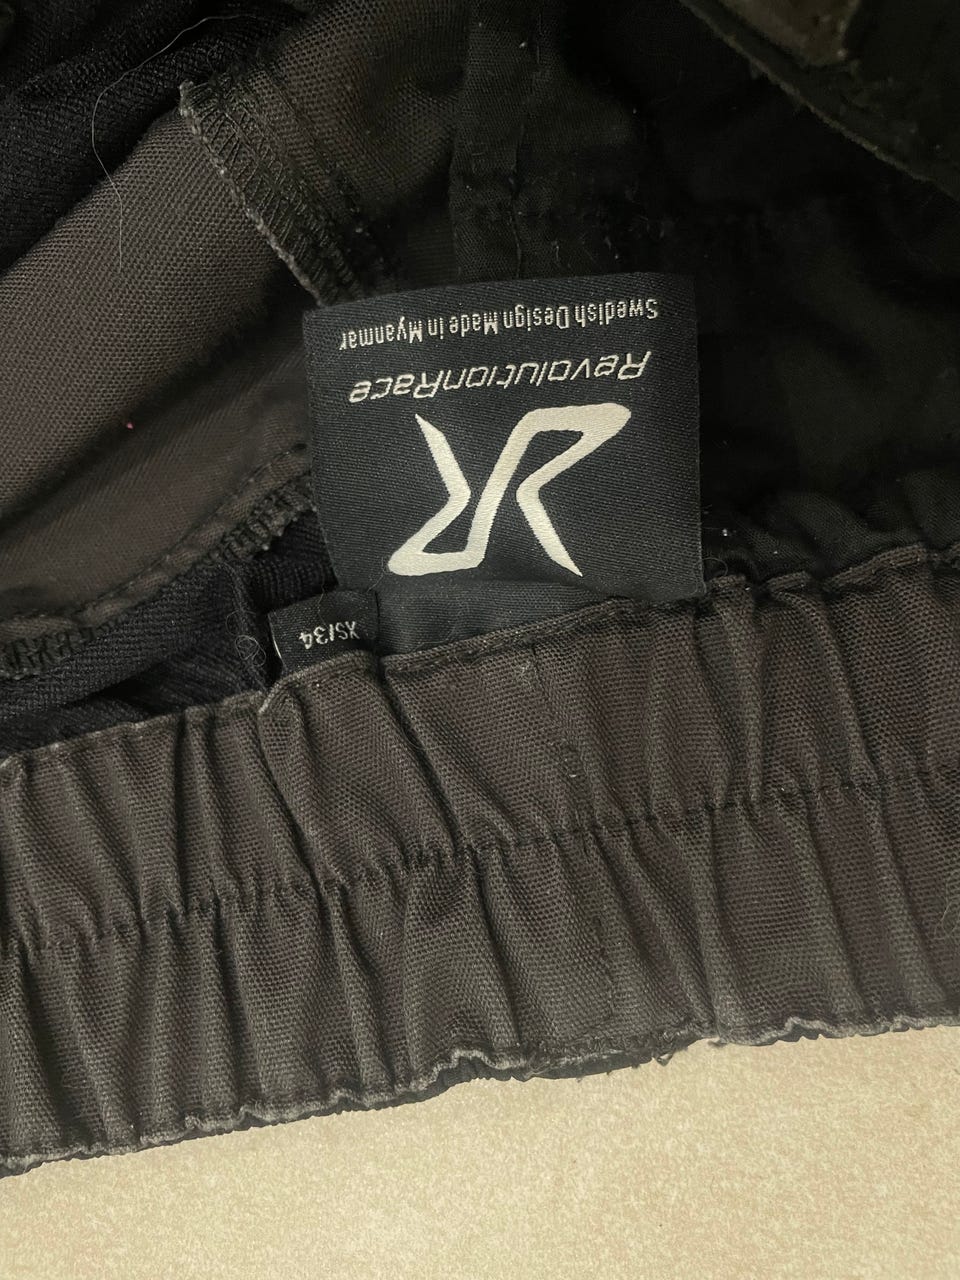 RevolutionRace
Swedish Design Made in Myanmar
XS/34